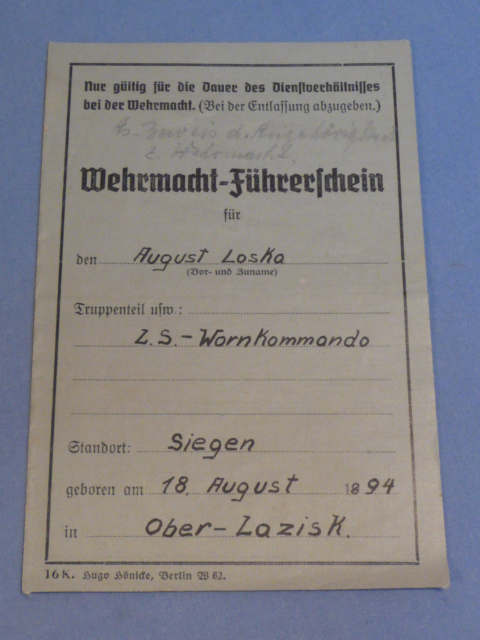 Nur gültig für die Dauer des Dienstverhältnisses
bei der Wehrmacht. (Bei der Entlassung abzugeben.)
z. Wehrmacht.
Wehrmacht-Führerschein
für
den August Loska
(Vor- und Zuname)
Truppenteil usw.:
L.S.-Warnkommando
Standort: Siegen
geboren am 18. August 1894
in Ober-Lazisk.
16K. Hugo Hönicke, Berlin W 62.